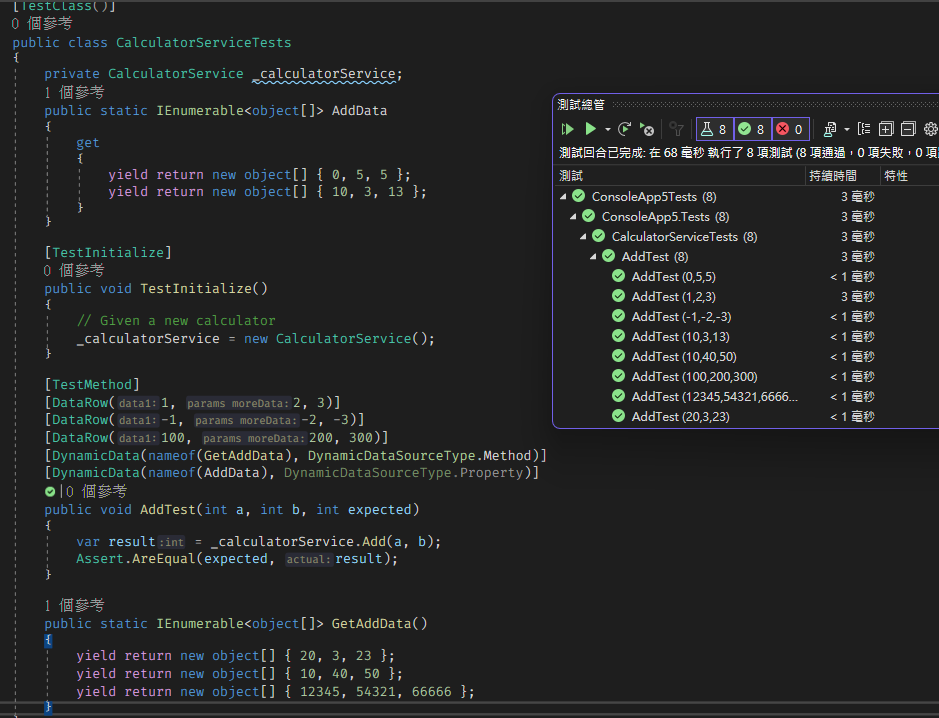 [TestClass()]
0 個參考
public class CalculatorServiceTests
{
private CalculatorService _calculatorService;
1 個參考
public static IEnumerable<object[]> AddData
{
get
{
yield return new object[] { 0, 5, 5 };
yield return new object[] { 10, 3, 13 };
}
}
[TestInitialize]
0 個參考
public void TestInitialize()
{
// Given a new calculator
_calculatorService = new CalculatorService();
}
[TestMethod]
[DataRow(data1:1, params moreData:2, 3)]
[DataRow(data1:-1, params moreData:-2, -3)]
[DataRow(data1:100, params moreData:200, 300)]
[DynamicData(nameof(GetAddData), DynamicDataSourceType.Method)]
[DynamicData(nameof(AddData), DynamicDataSourceType.Property)]
|0 個參考
public void AddTest(int a, int b, int expected)
{
var result:int = _calculatorService.Add(a, b);
Assert.AreEqual(expected, actual:result);
}
1 個參考
public static IEnumerable<object[]> GetAddData()
{
yield return new object[] { 20, 3, 23 };
yield return new object[] { 10, 40, 50 };
yield return new object[] { 12345, 54321, 66666 };
}
測試總管
8 8 0
測試回合已完成: 在 68 毫秒 執行了 8 項測試 (8 項通過，0 項失敗，0 項
測試 持續時間 特性
ConsoleApp5Tests (8) 3 毫秒
ConsoleApp5.Tests (8) 3 毫秒
CalculatorServiceTests (8) 3 毫秒
AddTest (8) 3 毫秒
AddTest (0,5,5) < 1 毫秒
AddTest (1,2,3) 3 毫秒
AddTest (-1,-2,-3) < 1 毫秒
AddTest (10,3,13) < 1 毫秒
AddTest (10,40,50) < 1 毫秒
AddTest (100,200,300) < 1 毫秒
AddTest (12345,54321,6666... < 1 毫秒
AddTest (20,3,23) < 1 毫秒